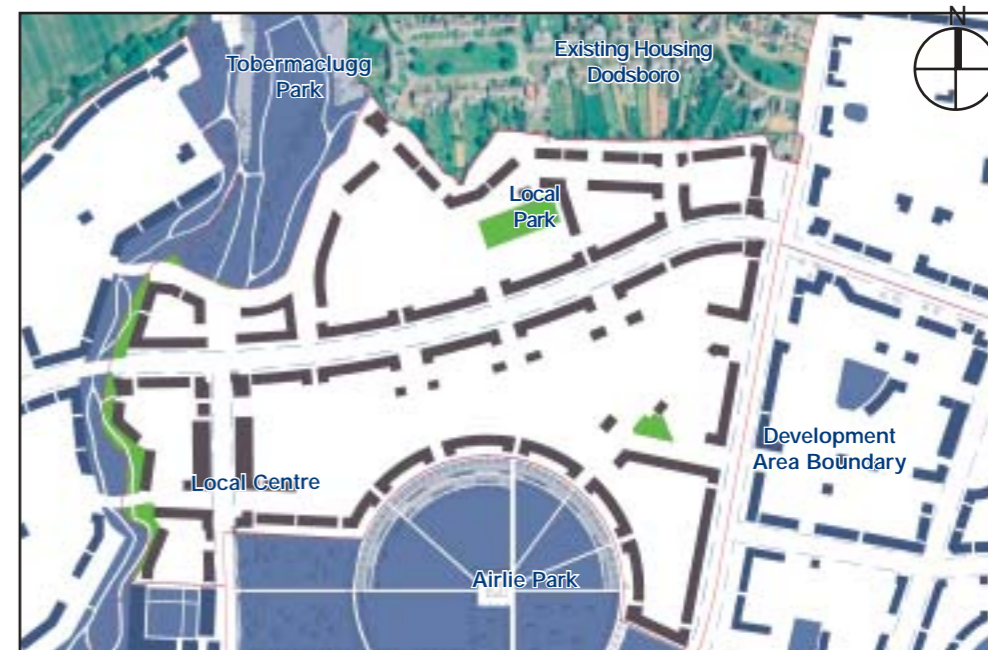 N
Tobermaclugg
Park
Existing Housing
Dodsboro
Local
Park
Development
Area Boundary
Local Centre
Airlie Park